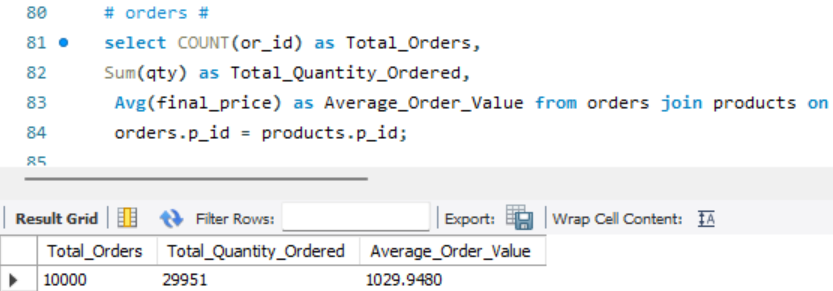 80 # orders #
81 select COUNT(or_id) as Total_Orders,
82 Sum(qty) as Total_Quantity_Ordered,
83 Avg(final_price) as Average_Order_Value from orders join products on
84 orders.p_id = products.p_id;
85
Result Grid Filter Rows: Export: Wrap Cell Content: IA
Total_Orders Total_Quantity_Ordered Average_Order_Value
10000 29951 1029.9480